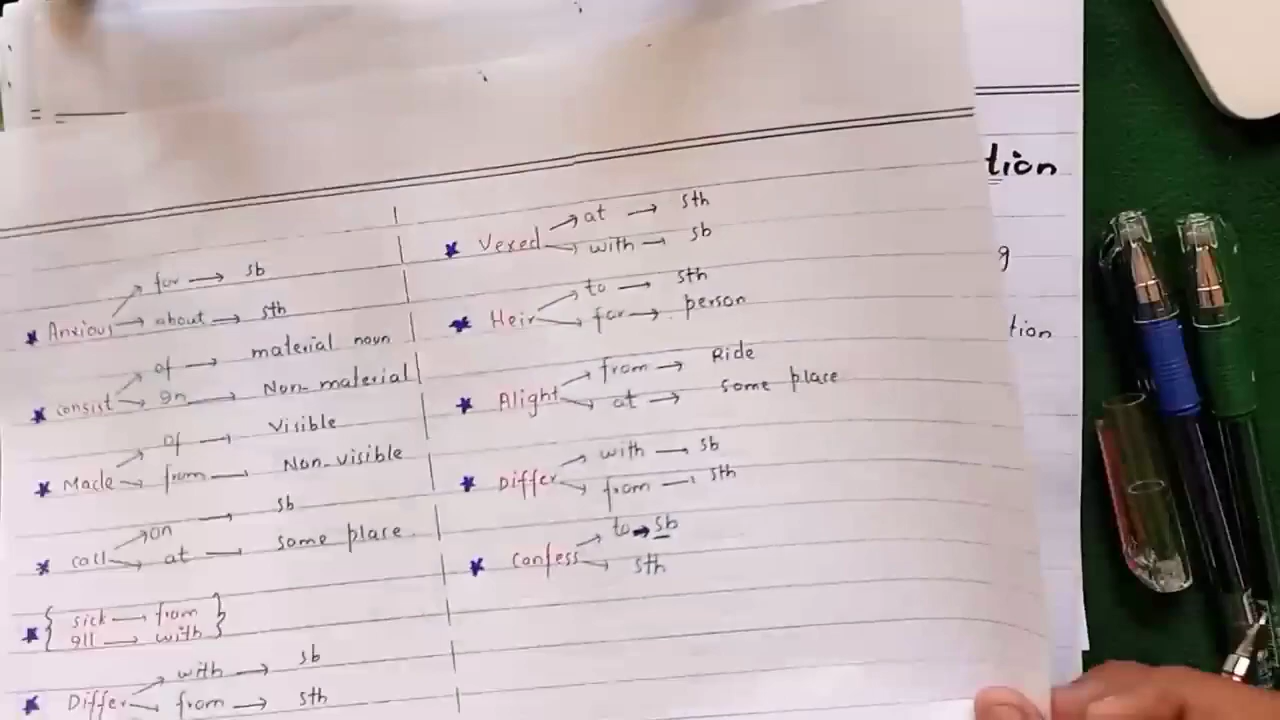 for → sb
★ Anxious → about → sth
of → material noun
★ consist → In → Non-material
of → Visible
★ Made → from → Non-visible
on → sb
★ call → at → some place.
★ { sick → from }
{ Ill → with }
with → sb
★ Differ → from → sth
at → sth
★ Vexed → with → sb
to → sth
★ Heir → for → person
from → Ride
★ Alight → at → some place
with → sb
★ Differ → from → sth
to → sb
★ Confess → sth
tion
g
tion